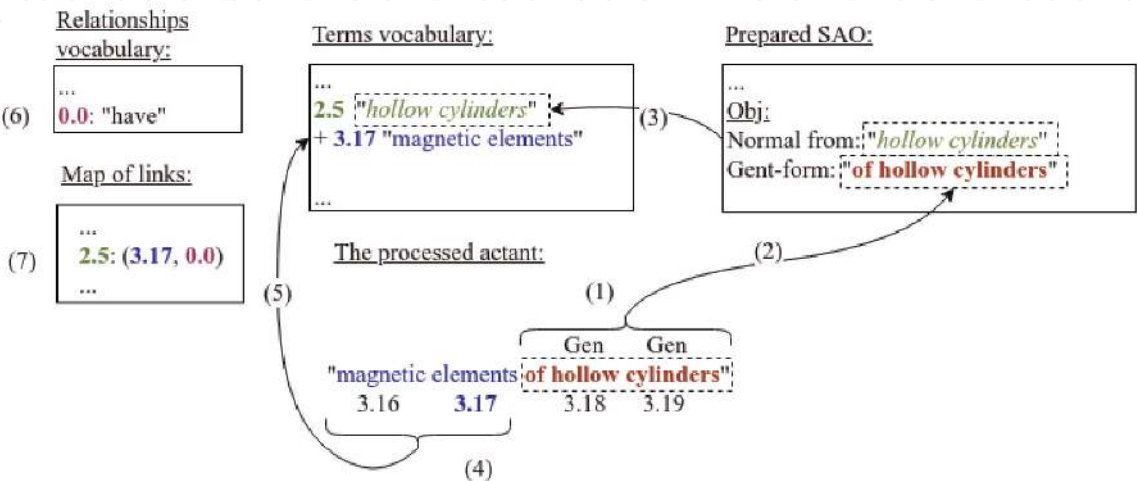 Relationships
vocabulary:
...
0.0: "have"
(6)
Map of links:
...
2.5: (3.17, 0.0)
...
(7)
Terms vocabulary:
...
2.5 "hollow cylinders"
+ 3.17 "magnetic elements"
...
(3)
Prepared SAO:
...
Obj:
Normal from: "hollow cylinders"
Gent-form: "of hollow cylinders"
(2)
The processed actant:
(5)
(1)
Gen Gen
"magnetic elements of hollow cylinders"
3.16 3.17 3.18 3.19
(4)